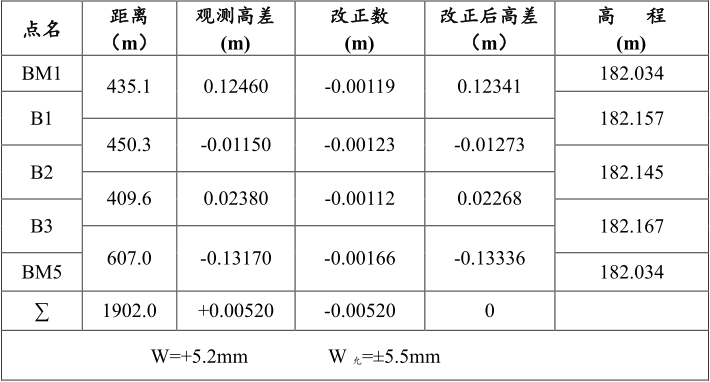 点名 距离（m） 观测高差(m) 改正数(m) 改正后高差（m） 高 程(m)
BM1 182.034
435.1 0.12460 -0.00119 0.12341
B1 182.157
450.3 -0.01150 -0.00123 -0.01273
B2 182.145
409.6 0.02380 -0.00112 0.02268
B3 182.167
607.0 -0.13170 -0.00166 -0.13336
BM5 182.034
∑ 1902.0 +0.00520 -0.00520 0
W=+5.2mm W允=±5.5mm